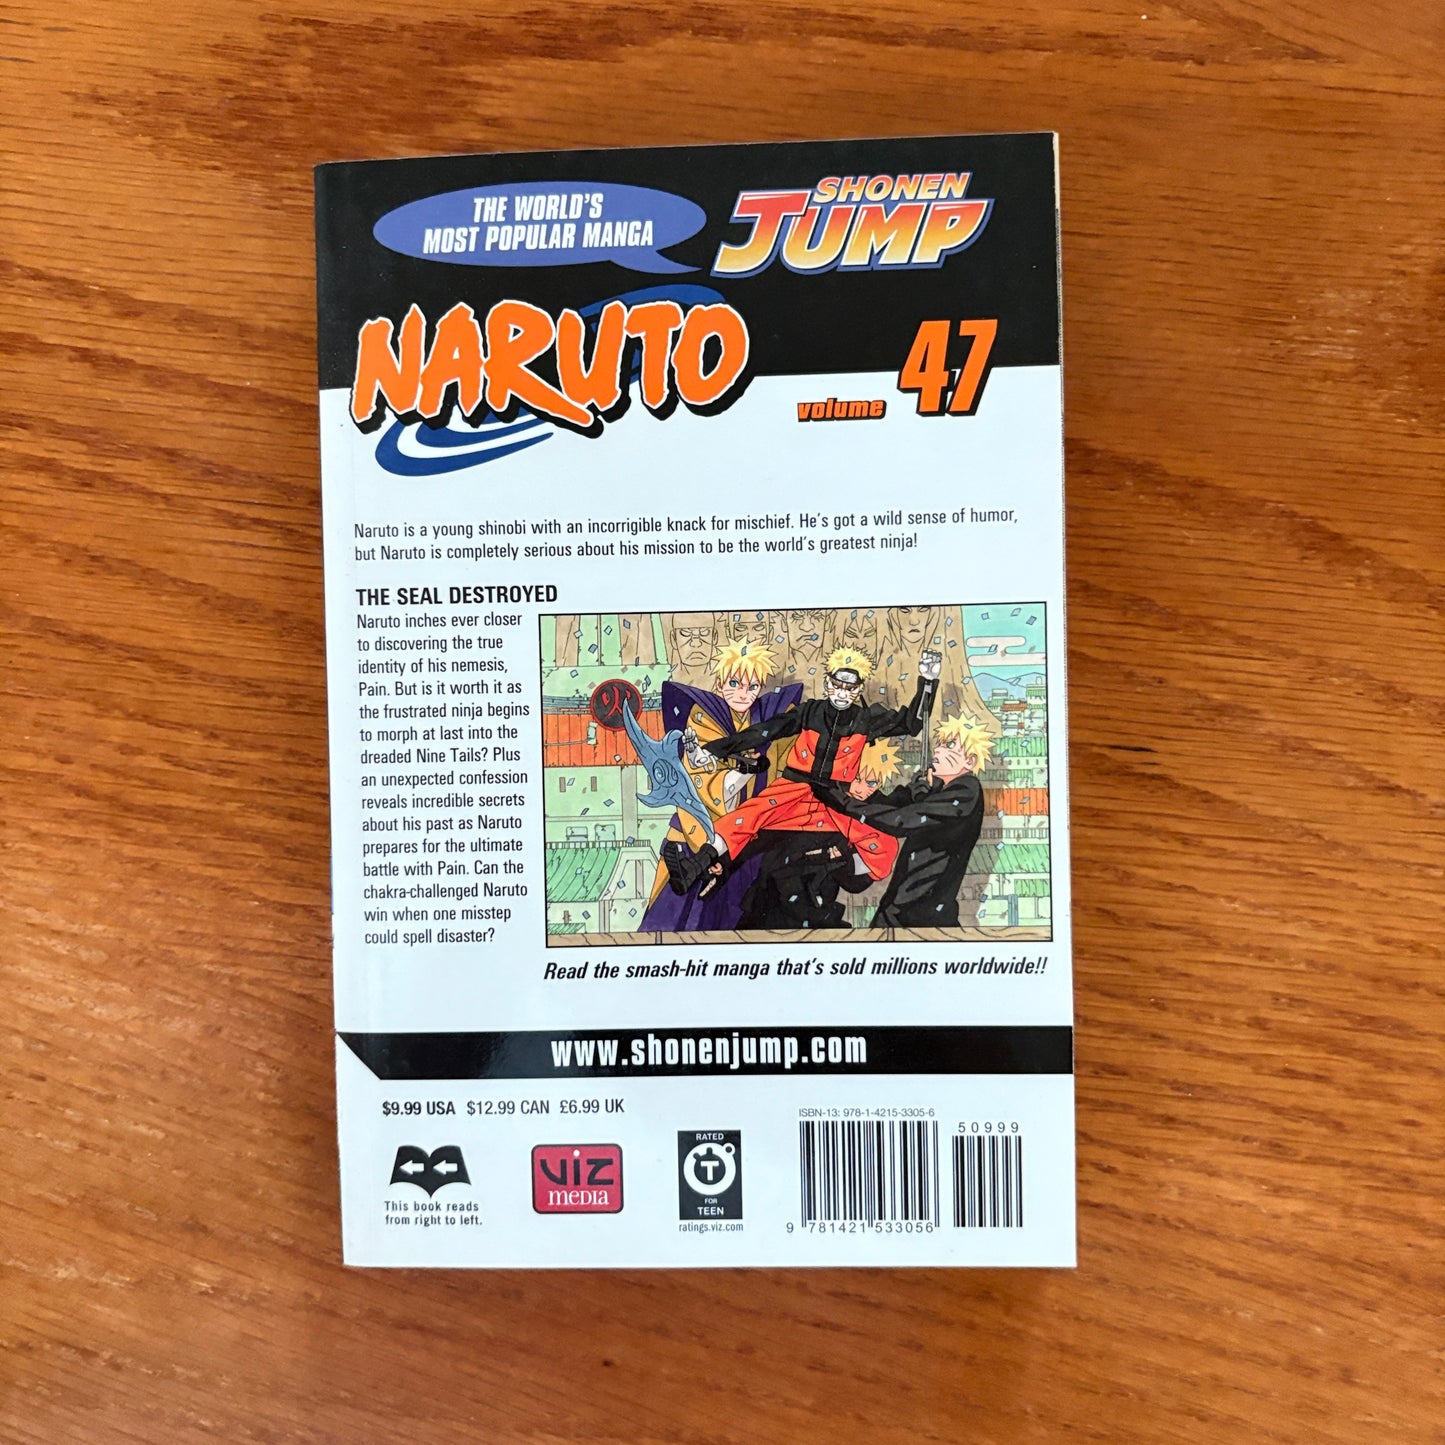 THE WORLD'S
MOST POPULAR MANGA
SHONEN
JUMP
NARUTO
volume 47
Naruto is a young shinobi with an incorrigible knack for mischief. He's got a wild sense of humor,
but Naruto is completely serious about his mission to be the world's greatest ninja!
THE SEAL DESTROYED
Naruto inches ever closer
to discovering the true
identity of his nemesis,
Pain. But is it worth it as
the frustrated ninja begins
to morph at last into the
dreaded Nine Tails? Plus
an unexpected confession
reveals incredible secrets
about his past as Naruto
prepares for the ultimate
battle with Pain. Can the
chakra-challenged Naruto
win when one misstep
could spell disaster?
火
Read the smash-hit manga that's sold millions worldwide!!
www.shonenjump.com
$9.99 USA $12.99 CAN £6.99 UK
This book reads
from right to left.
VIZ
MEDIA
RATED
T
FOR
TEEN
ratings.viz.com
ISBN-13: 978-1-4215-3305-6
50999
9 781421 533056